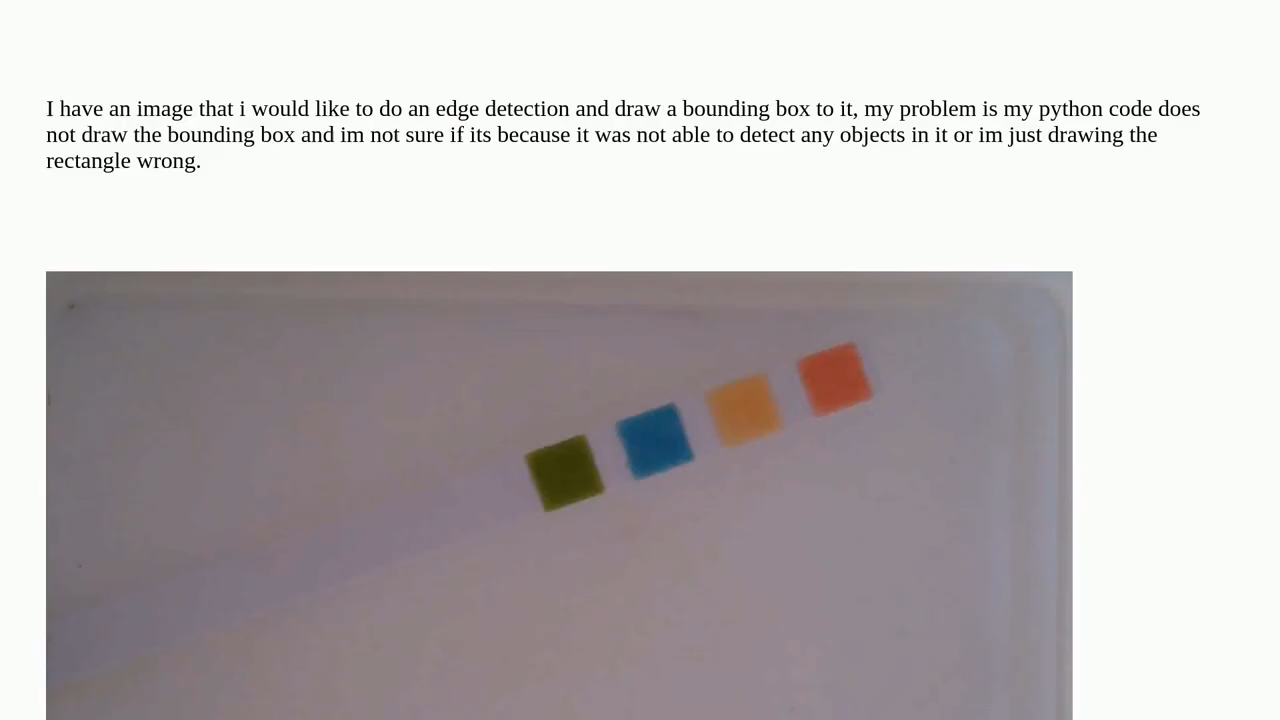 I have an image that i would like to do an edge detection and draw a bounding box to it, my problem is my python code does
not draw the bounding box and im not sure if its because it was not able to detect any objects in it or im just drawing the
rectangle wrong.